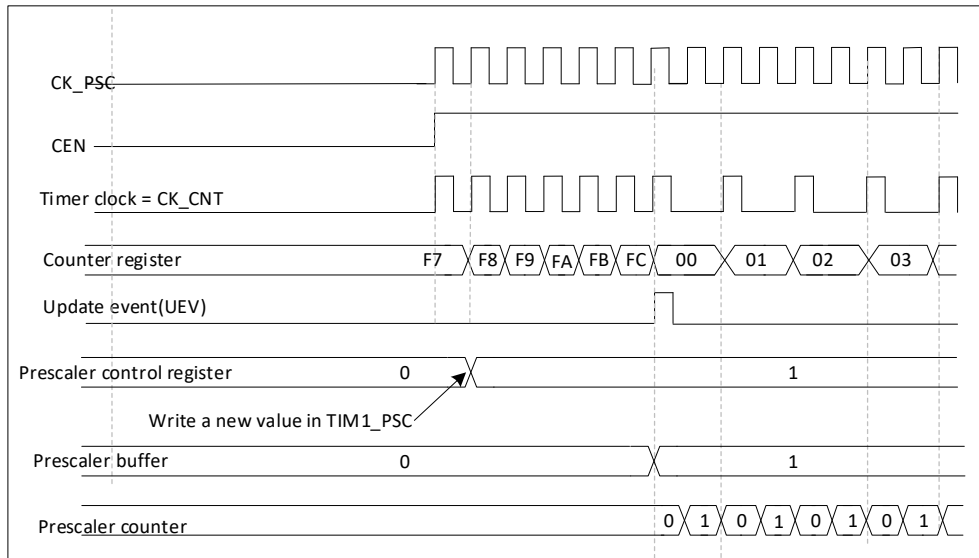 CK_PSC
CEN
Timer clock = CK_CNT
Counter register F7 F8 F9 FA FB FC 00 01 02 03
Update event(UEV)
Prescaler control register 0 1
Write a new value in TIM1_PSC
Prescaler buffer 0 1
Prescaler counter 0 1 0 1 0 1 0 1